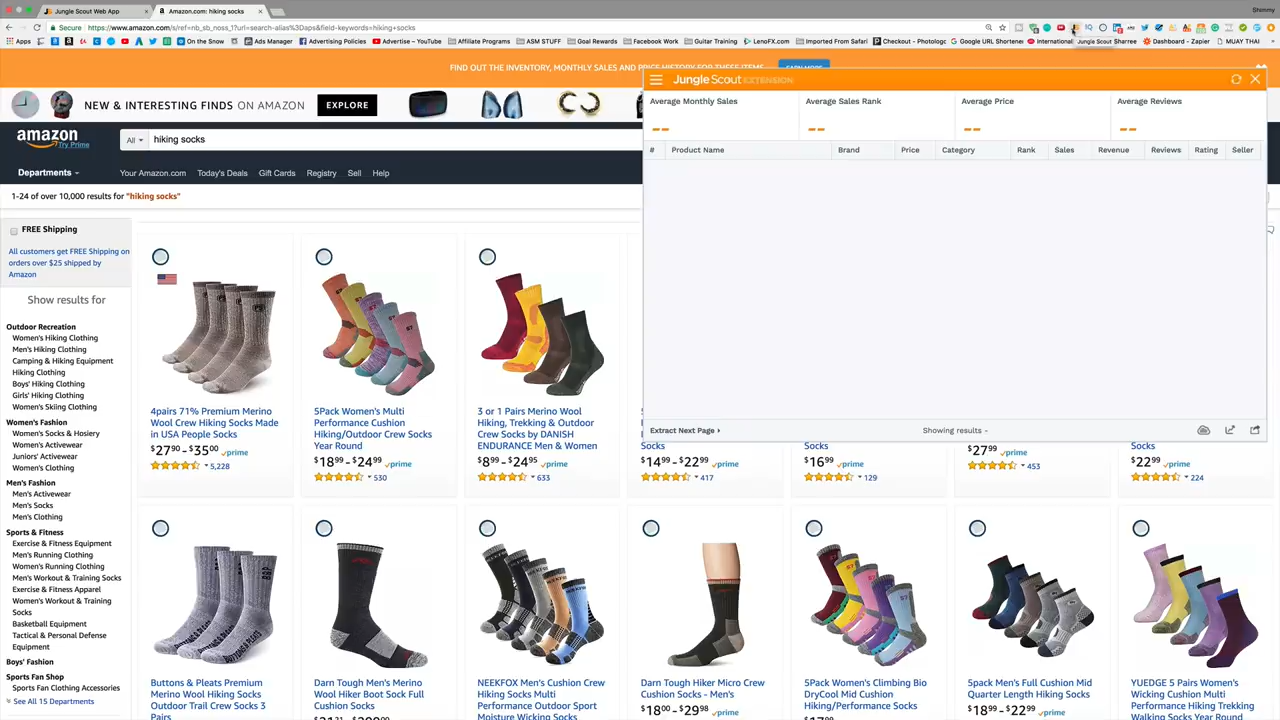 Jungle Scout Web App
Amazon.com: hiking socks
Shimmy
Secure
https://www.amazon.com/s/ref=nb_sb_noss_1?url=search-alias%3Daps&field-keywords=hiking+socks
Apps
On the Snow
Ads Manager
Advertising Policies
Advertise – YouTube
Affiliate Programs
ASM STUFF
Goal Rewards
Facebook Work
Guitar Training
LenoFX.com
Imported From Safari
Checkout - Photolog
Google URL Shortene
International
Jungle Scout
Sharree
Dashboard - Zapier
MUAY THAI
FIND OUT THE INVENTORY, MONTHLY SALES AND PRICE HISTORY FOR THESE ITEMS
NEW & INTERESTING FINDS ON AMAZON
EXPLORE
Jungle Scout EXTENSION
Average Monthly Sales
Average Sales Rank
Average Price
Average Reviews
--
--
--
--
# Product Name Brand Price Category Rank Sales Revenue Reviews Rating Seller
Extract Next Page
Showing results -
amazon
Try Prime
All
hiking socks
Departments
Your Amazon.com
Today's Deals
Gift Cards
Registry
Sell
Help
1-24 of over 10,000 results for "hiking socks"
FREE Shipping
All customers get FREE Shipping on
orders over $25 shipped by
Amazon
Show results for
Outdoor Recreation
Women's Hiking Clothing
Men's Hiking Clothing
Camping & Hiking Equipment
Hiking Clothing
Boys' Hiking Clothing
Girls' Hiking Clothing
Women's Skiing Clothing
Women's Fashion
Women's Socks & Hosiery
Women's Activewear
Juniors' Activewear
Women's Clothing
Men's Fashion
Men's Activewear
Men's Socks
Men's Clothing
Sports & Fitness
Exercise & Fitness Equipment
Men's Running Clothing
Women's Running Clothing
Men's Workout & Training Socks
Exercise & Fitness Apparel
Women's Workout & Training
Socks
Basketball Equipment
Tactical & Personal Defense
Equipment
Boys' Fashion
Sports Fan Shop
Sports Fan Clothing Accessories
See All 15 Departments
4pairs 71% Premium Merino
Wool Crew Hiking Socks Made
in USA People Socks
$27.90 - $35.00 prime
5,228
5Pack Women's Multi
Performance Cushion
Hiking/Outdoor Crew Socks
Year Round
$18.99 - $24.99 prime
530
3 or 1 Pairs Merino Wool
Hiking, Trekking & Outdoor
Crew Socks by DANISH
ENDURANCE Men & Women
$8.99 - $24.95 prime
633
Socks
$14.99 - $22.99 prime
417
Socks
$16.99 prime
129
$27.99 prime
453
Socks
$22.99 prime
224
Buttons & Pleats Premium
Merino Wool Hiking Socks
Outdoor Trail Crew Socks 3
Pairs
Darn Tough Men's Merino
Wool Hiker Boot Sock Full
Cushion Socks
NEEKFOX Men's Cushion Crew
Hiking Socks Multi
Performance Outdoor Sport
Moisture Wicking Socks
Darn Tough Hiker Micro Crew
Cushion Socks - Men's
$18.00 - $29.98 prime
5Pack Women's Climbing Bio
DryCool Mid Cushion
Hiking/Performance Socks
5pack Men's Full Cushion Mid
Quarter Length Hiking Socks
$18.99 - $22.99 prime
YUEDGE 5 Pairs Women's
Wicking Cushion Multi
Performance Hiking Trekking
Walking Outdoor Socks